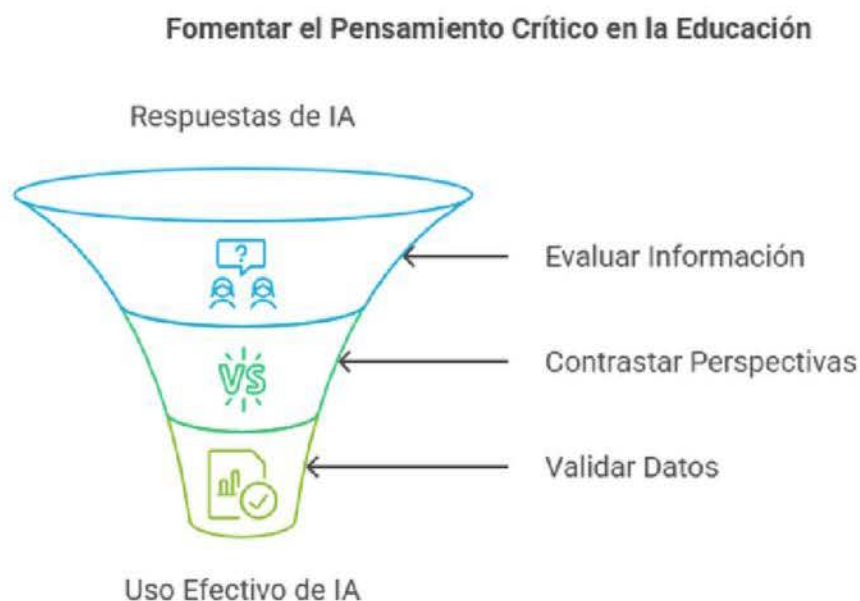 Fomentar el Pensamiento Crítico en la Educación
Respuestas de IA
?
Evaluar Información
VS
Contrastar Perspectivas
Validar Datos
Uso Efectivo de IA